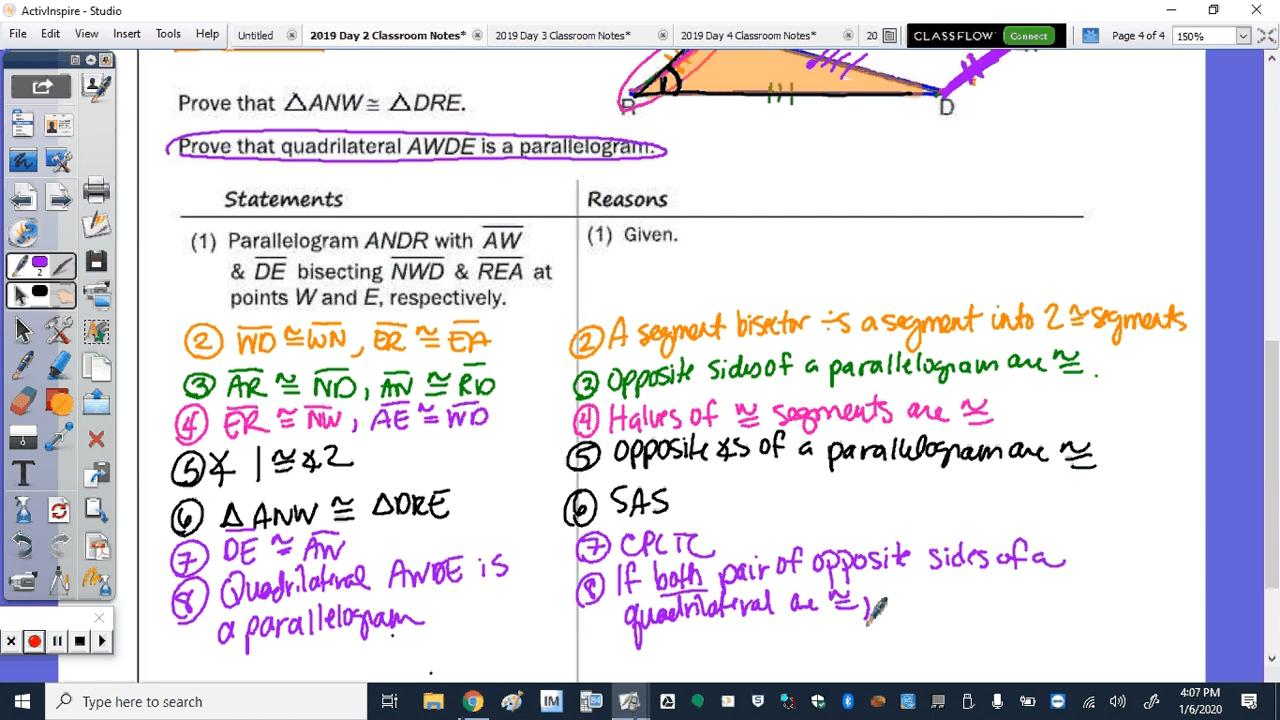 ActivInspire - Studio
File Edit View Insert Tools Help
Untitled
2019 Day 2 Classroom Notes*
2019 Day 3 Classroom Notes*
2019 Day 4 Classroom Notes*
20
CLASSFLOW Connect
Page 4 of 4
150%
R
D
Prove that △ANW ≅ △DRE.
Prove that quadrilateral AWDE is a parallelogram.
Statements
Reasons
(1) Parallelogram ANDR with AW
& DE bisecting NWD & REA at
points W and E, respectively.
(1) Given.
② WD ≅ WN, ER ≅ EA
② A segment bisector ÷s a segment into 2 ≅ segments
③ AR ≅ ND, AN ≅ RD
③ Opposite sides of a parallelogram are ≅.
④ ER ≅ NW, AE ≅ WD
④ Halves of ≅ segments are ≅
⑤ ∡1 ≅ ∡2
⑤ Opposite ∡s of a parallelogram are ≅
⑥ △ANW ≅ △DRE
⑥ SAS
⑦ DE ≅ AW
⑦ CPCTC
⑧ Quadrilateral AWDE is
a parallelogram
⑧ If both pair of opposite sides of a
quadrilateral are ≅,
2
T
Type here to search
IM
4:07 PM
1/6/2020